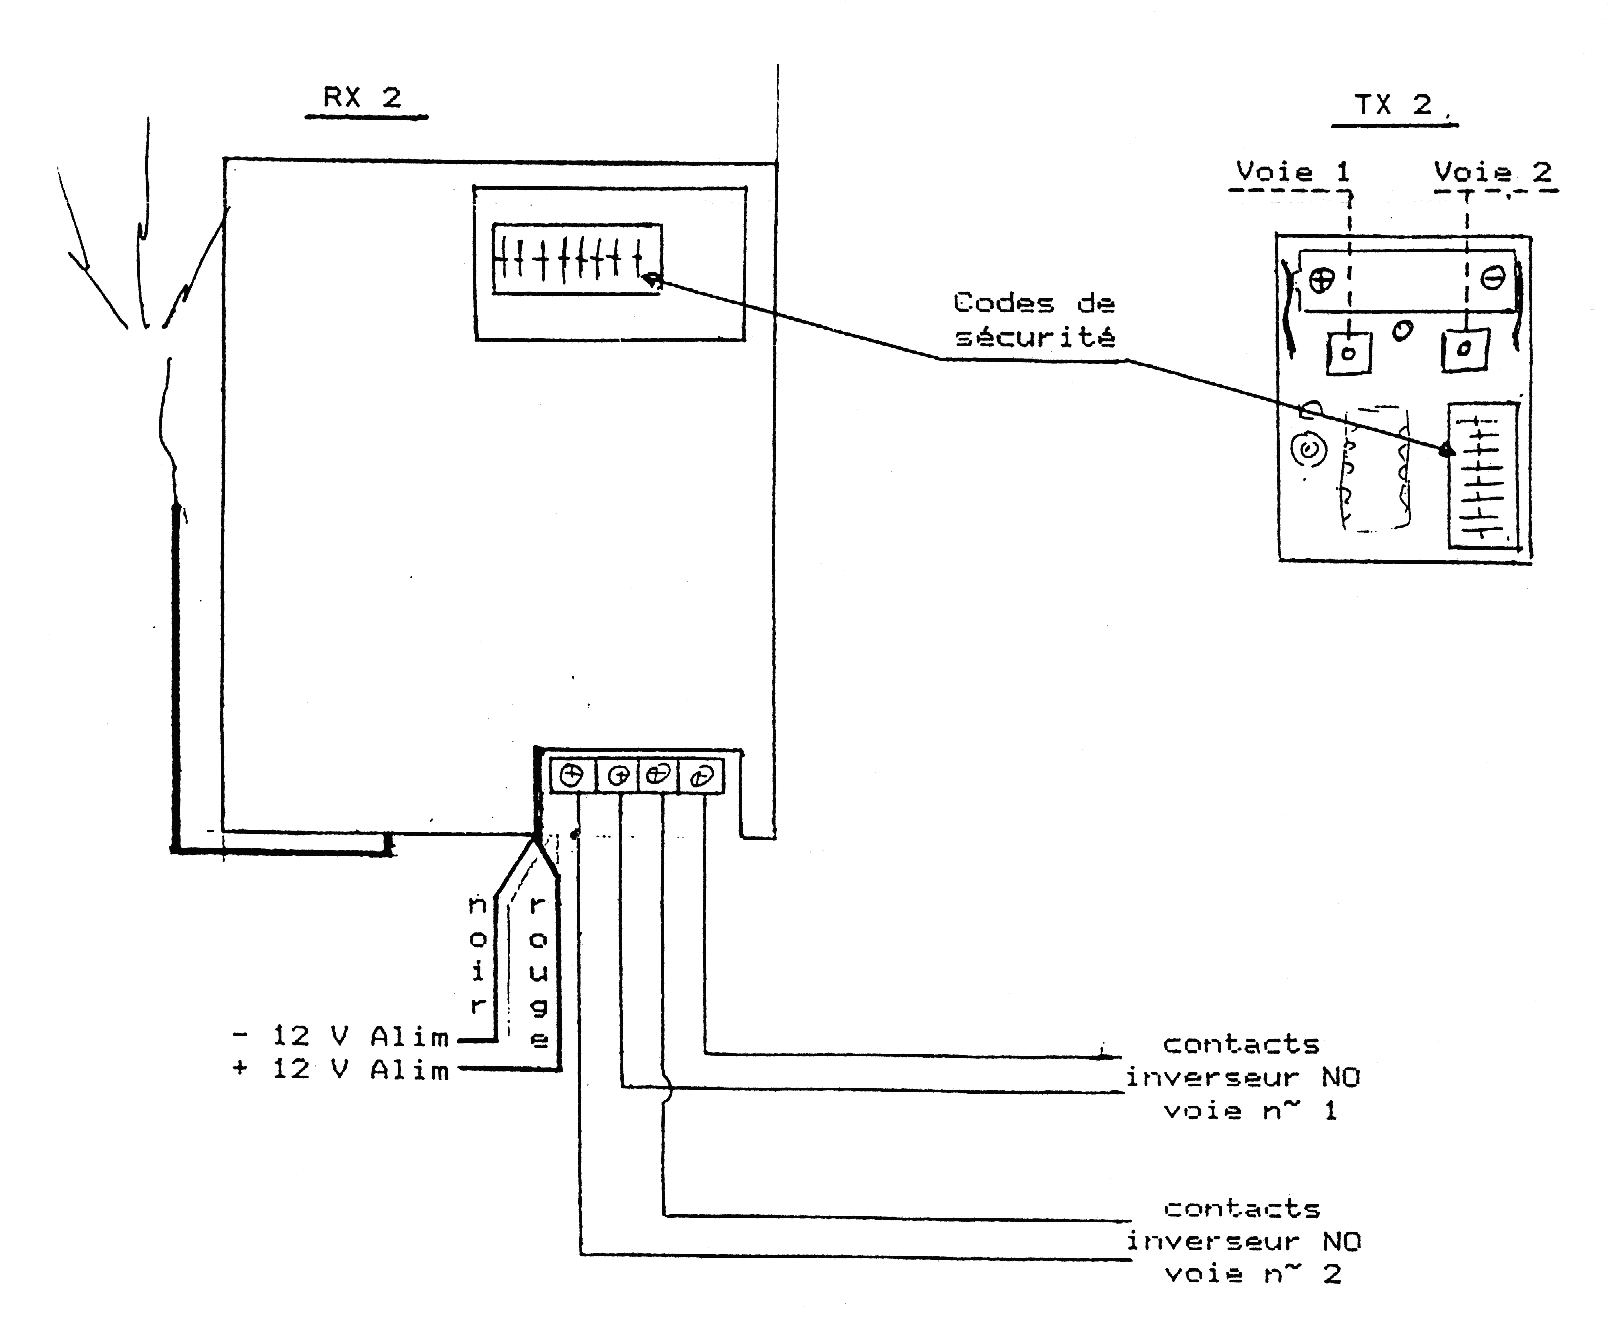 RX 2
TX 2
Voie 1
Voie 2
Codes de
sécurité
noir
rouge
- 12 V Alim
+ 12 V Alim
contacts
inverseur NO
voie n~ 1
contacts
inverseur NO
voie n~ 2